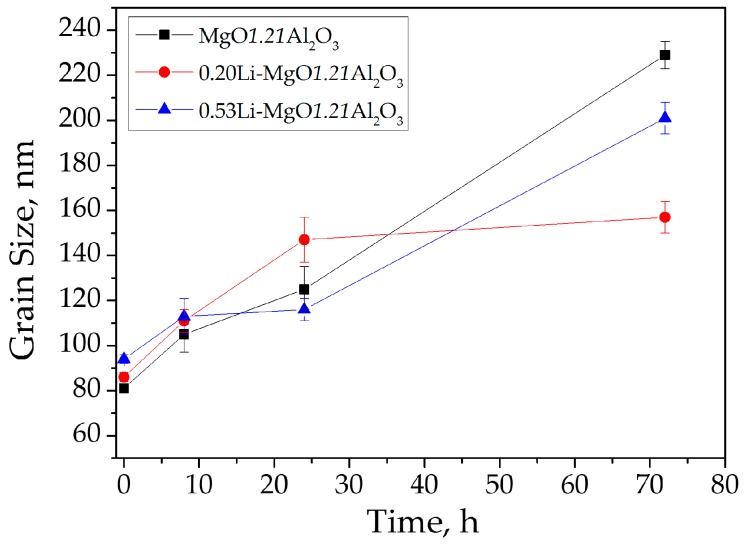 MgO1.21Al₂O₃
0.20Li-MgO1.21Al₂O₃
0.53Li-MgO1.21Al₂O₃
Grain Size, nm
220
200
180
160
140
120
100
80
60
0 10 20 30 40 50 60 70 80
Time, h